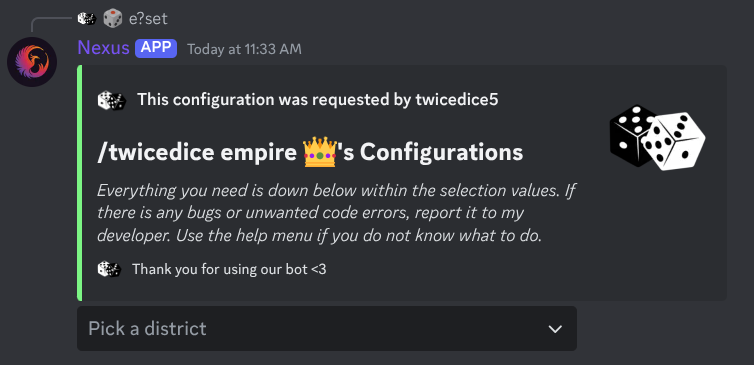 e?set
Nexus APP Today at 11:33 AM
This configuration was requested by twicedice5
/twicedice empire 👑's Configurations
Everything you need is down below within the selection values. If
there is any bugs or unwanted code errors, report it to my
developer. Use the help menu if you do not know what to do.
Thank you for using our bot <3
Pick a district